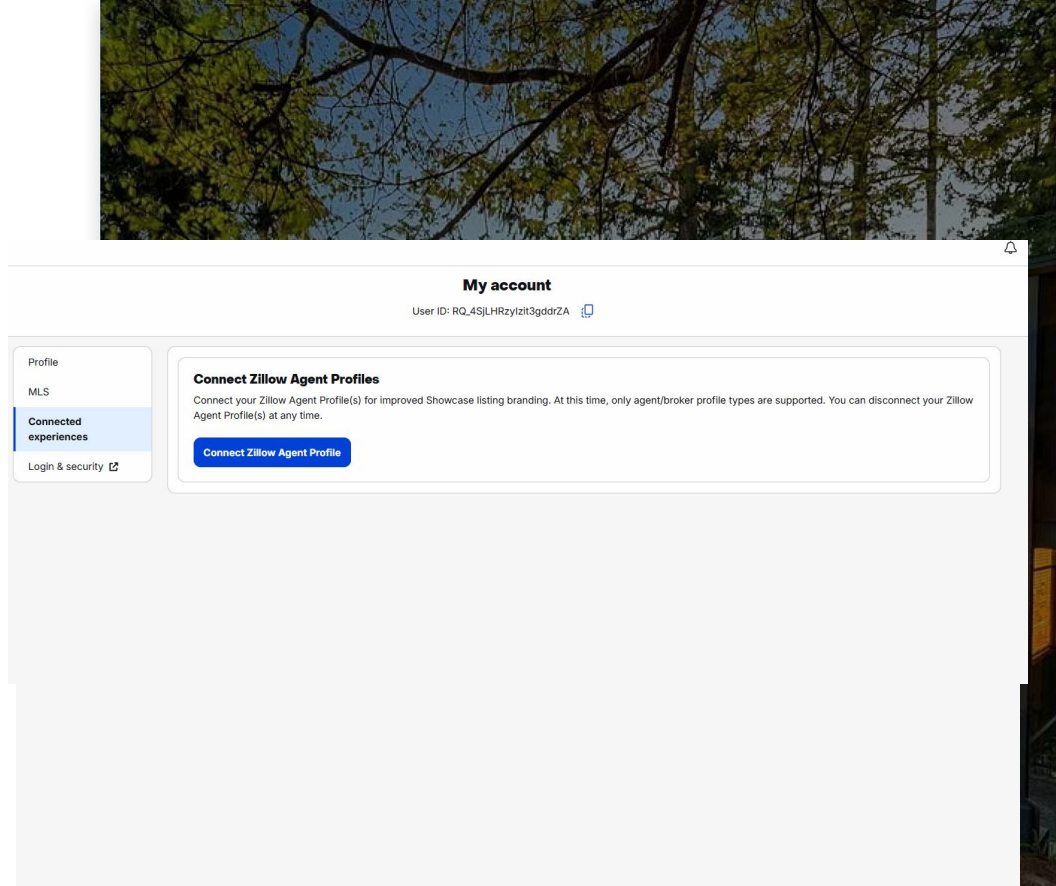 My account
User ID: RQ_4SjLHRzyIzit3gddrZA
Profile
MLS
Connected
experiences
Login & security
Connect Zillow Agent Profiles
Connect your Zillow Agent Profile(s) for improved Showcase listing branding. At this time, only agent/broker profile types are supported. You can disconnect your Zillow
Agent Profile(s) at any time.
Connect Zillow Agent Profile